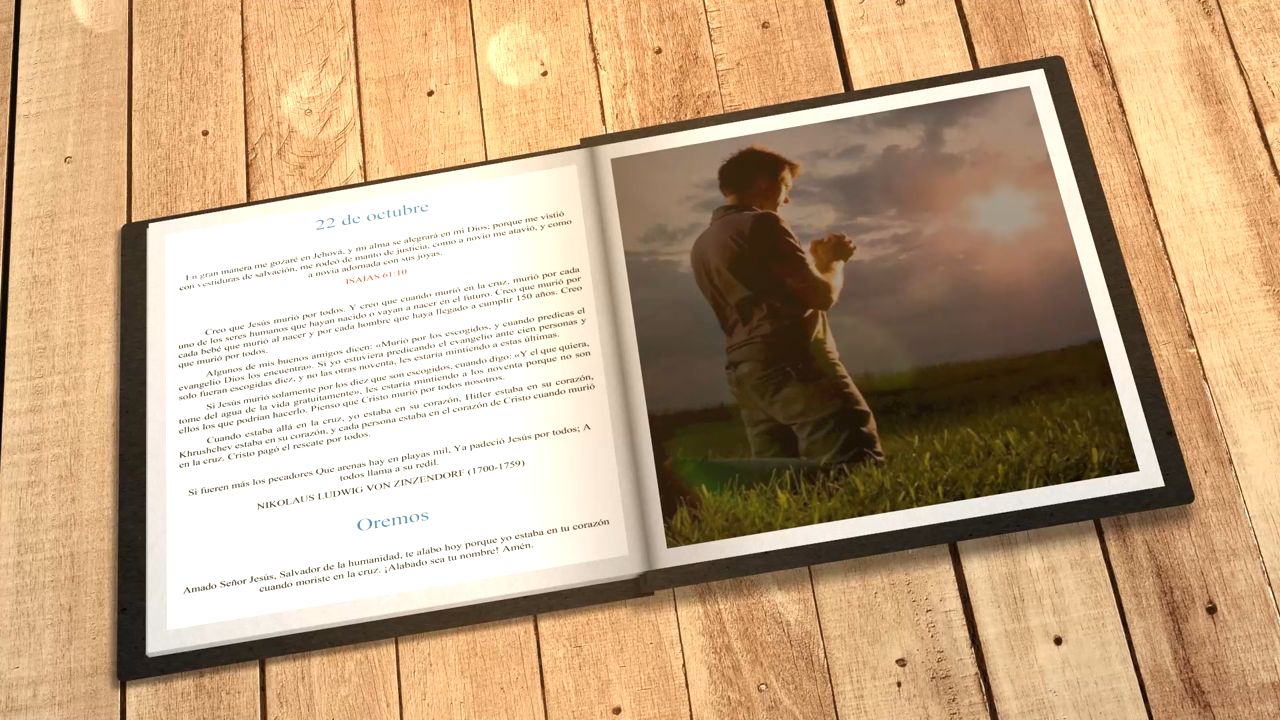 22 de octubre
En gran manera me gozaré en Jehová, y mi alma se alegrará en mi Dios; porque me vistió
con vestiduras de salvación, me rodeó de manto de justicia, como a novio me atavió, y como
a novia adornada con sus joyas.
ISAÍAS 61:10
Creo que Jesús murió por todos. Y creo que cuando murió en la cruz, murió por cada
uno de los seres humanos que hayan nacido o vayan a nacer en el futuro. Creo que murió por
cada bebé que murió al nacer y por cada hombre que haya llegado a cumplir 150 años. Creo
que murió por todos.
Algunos de mis buenos amigos dicen: «Murió por los escogidos, y cuando predicas el
evangelio Dios los encuentra». Si yo estuviera predicando el evangelio ante cien personas y
solo fueran escogidas diez, y no las otras noventa, les estaría mintiendo a estas últimas.
Si Jesús murió solamente por los diez que son escogidos, cuando digo: «Y el que quiera,
tome del agua de la vida gratuitamente», les estaría mintiendo a los noventa porque no son
ellos los que podrían hacerlo. Pienso que Cristo murió por todos nosotros.
Cuando estaba allá en la cruz, yo estaba en su corazón, Hitler estaba en su corazón,
Khrushchev estaba en su corazón, y cada persona estaba en el corazón de Cristo cuando murió
en la cruz. Cristo pagó el rescate por todos.
Si fueren más los pecadores Que arenas hay en playas mil, Ya padeció Jesús por todos; A
todos llama a su redil.
NIKOLAUS LUDWIG VON ZINZENDORF (1700-1759)
Oremos
Amado Señor Jesús, Salvador de la humanidad, te alabo hoy porque yo estaba en tu corazón
cuando moriste en la cruz. ¡Alabado sea tu nombre! Amén.